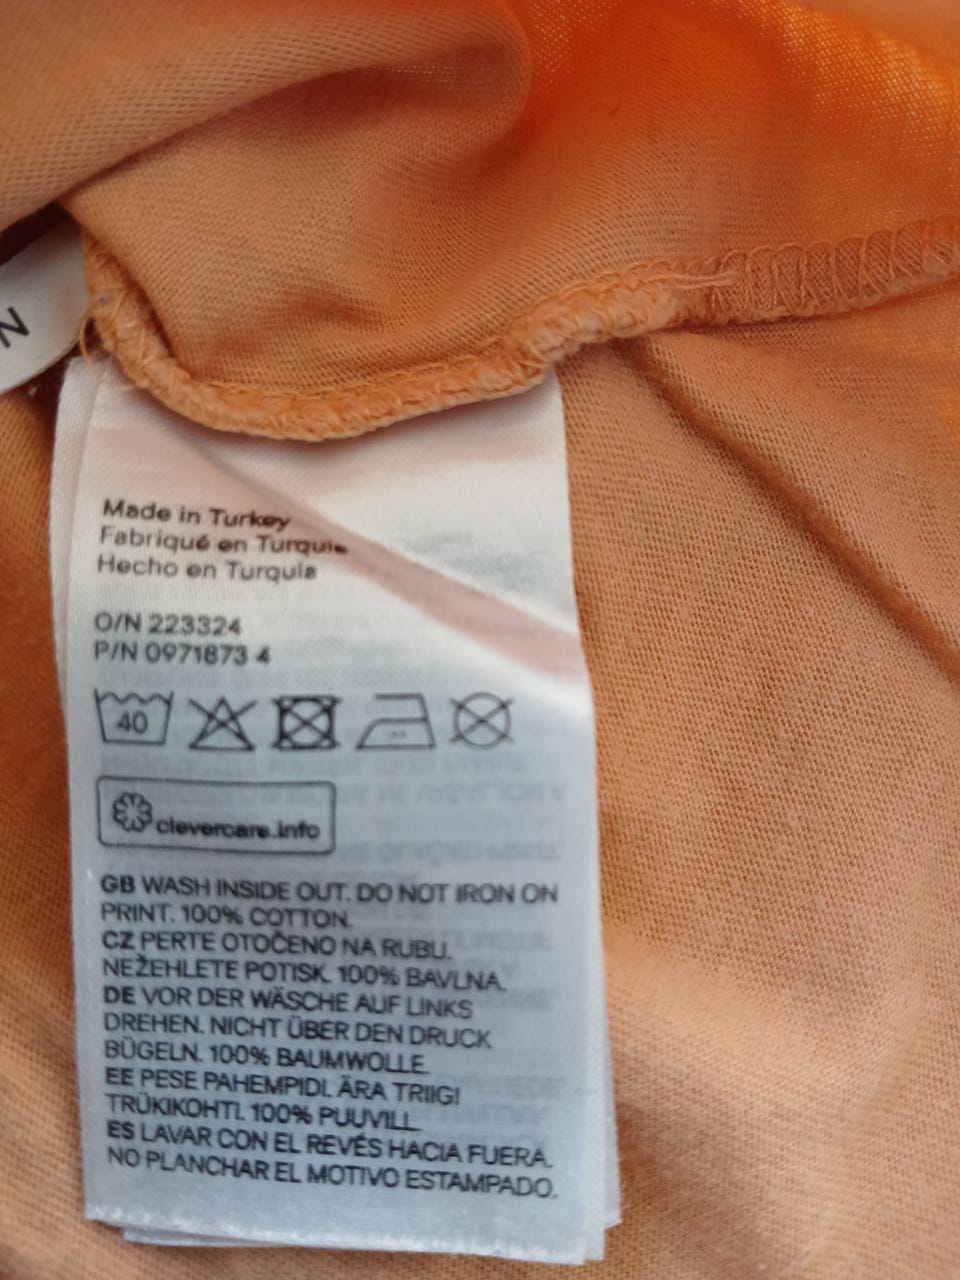 N
Made in Turkey
Fabriqué en Turquie
Hecho en Turquía
O/N 223324
P/N 0971873 4
40
clevercare.info
GB WASH INSIDE OUT. DO NOT IRON ON
PRINT. 100% COTTON.
CZ PERTE OTOČENO NA RUBU.
NEŽEHLETE POTISK. 100% BAVLNA.
DE VOR DER WÄSCHE AUF LINKS
DREHEN. NICHT ÜBER DEN DRUCK
BÜGELN. 100% BAUMWOLLE.
EE PESE PAHEMPIDI. ÄRA TRIIGI
TRÜKIKOHTI. 100% PUUVILL.
ES LAVAR CON EL REVÉS HACIA FUERA.
NO PLANCHAR EL MOTIVO ESTAMPADO.